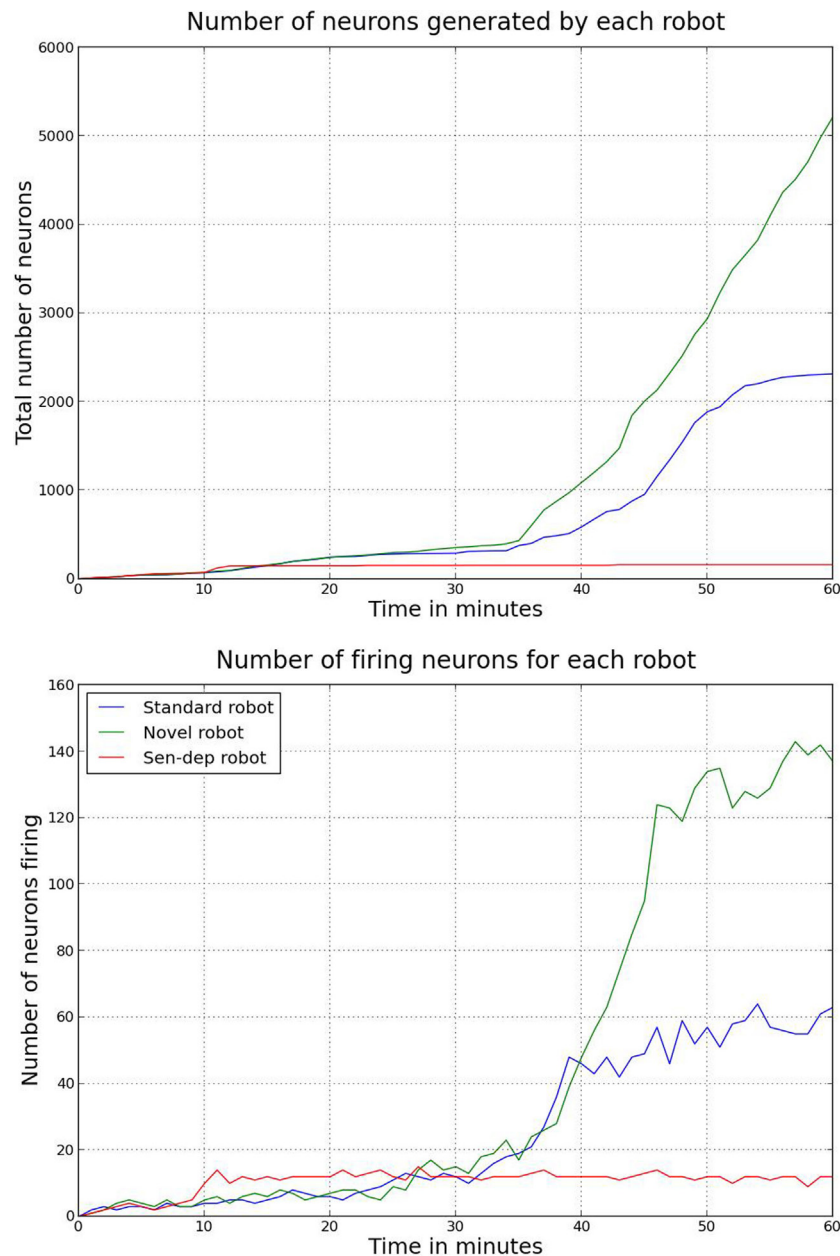 Number of neurons generated by each robot
6000
5000
4000
3000
2000
1000
0
Total number of neurons
0 10 20 30 40 50 60
Time in minutes
Number of firing neurons for each robot
160
140
120
100
80
60
40
20
0
Number of neurons firing
Standard robot
Novel robot
Sen-dep robot
0 10 20 30 40 50 60
Time in minutes